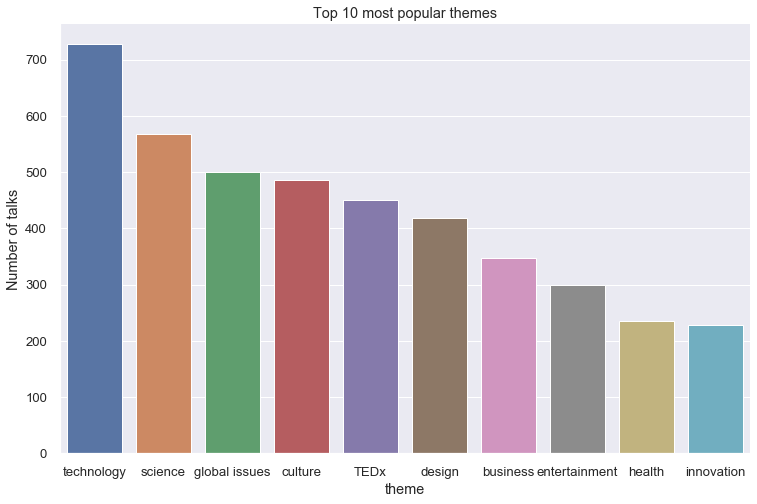 Top 10 most popular themes
Number of talks
700
600
500
400
300
200
100
0
technology science global issues culture TEDx design business entertainment health innovation
theme